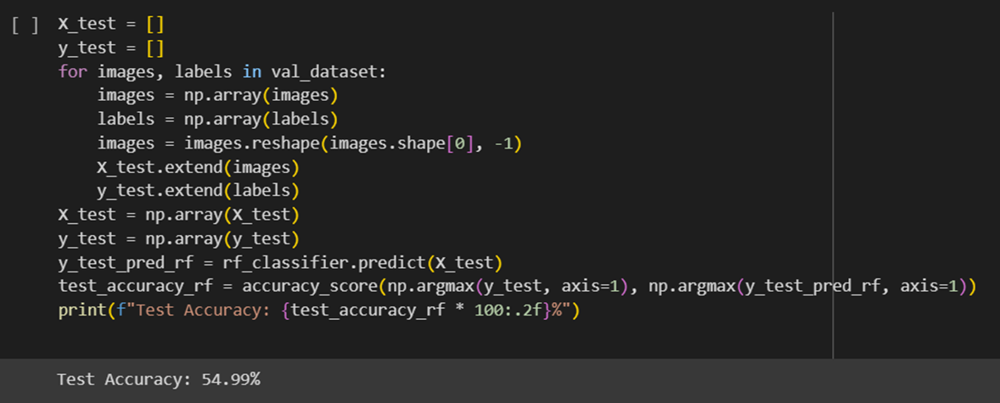 [ ] X_test = []
y_test = []
for images, labels in val_dataset:
    images = np.array(images)
    labels = np.array(labels)
    images = images.reshape(images.shape[0], -1)
    X_test.extend(images)
    y_test.extend(labels)
X_test = np.array(X_test)
y_test = np.array(y_test)
y_test_pred_rf = rf_classifier.predict(X_test)
test_accuracy_rf = accuracy_score(np.argmax(y_test, axis=1), np.argmax(y_test_pred_rf, axis=1))
print(f"Test Accuracy: {test_accuracy_rf * 100:.2f}%")
Test Accuracy: 54.99%